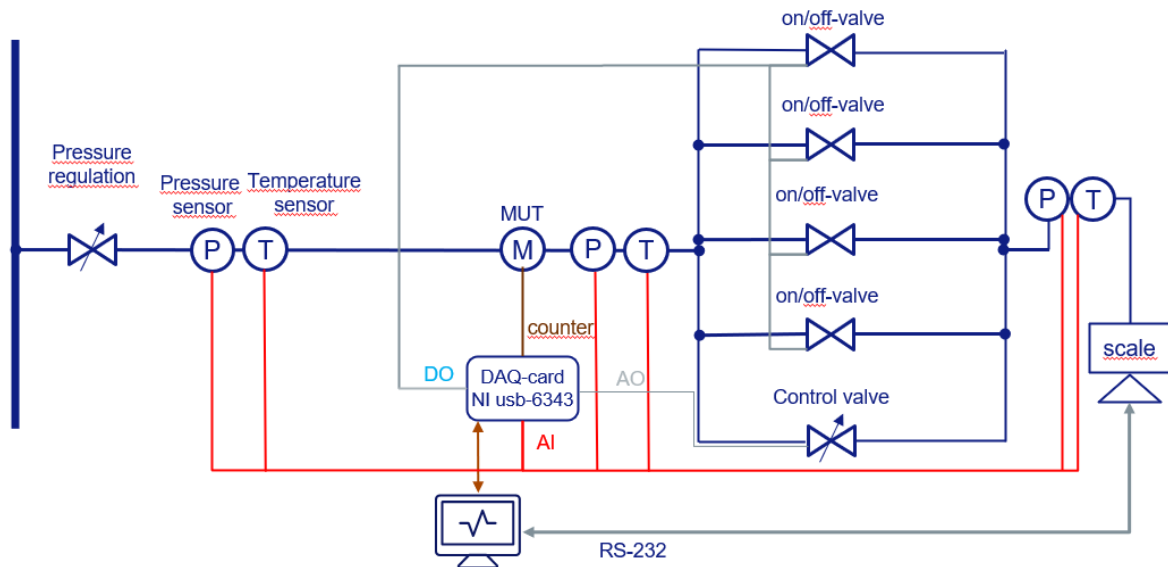 on/off-valve
on/off-valve
Pressure
regulation
Pressure
sensor
Temperature
sensor
on/off-valve
P
T
MUT
P
T
M
P
T
on/off-valve
counter
DO
DAQ-card
NI usb-6343
AO
scale
Control valve
AI
RS-232